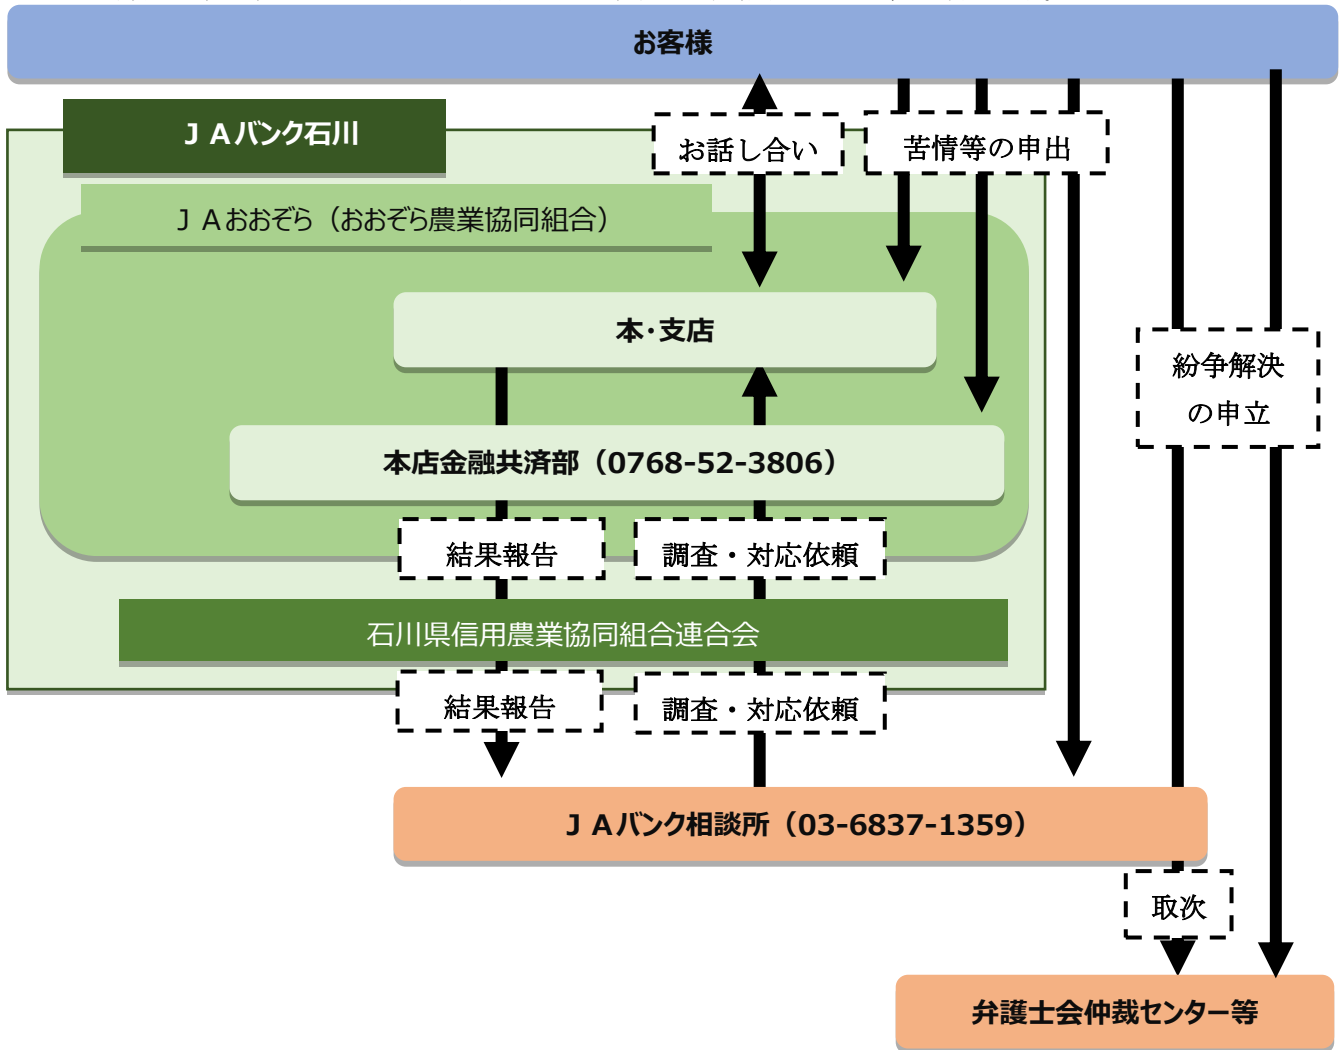 お客様
ＪＡバンク石川
お話し合い
苦情等の申出
ＪＡおおぞら（おおぞら農業協同組合）
本･支店
紛争解決
の申立
本店金融共済部（0768-52-3806）
結果報告
調査・対応依頼
石川県信用農業協同組合連合会
結果報告
調査・対応依頼
ＪＡバンク相談所（03-6837-1359）
取次
弁護士会仲裁センター等